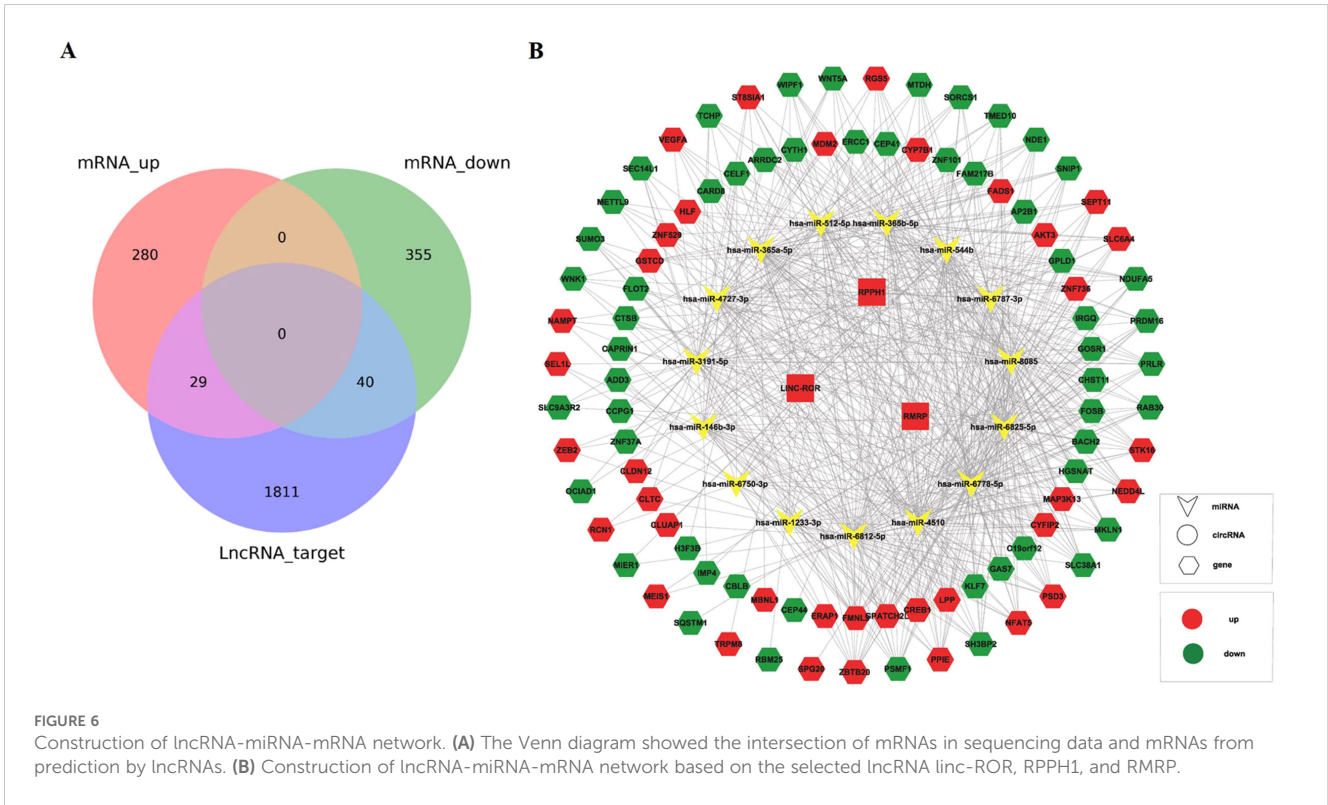 A
mRNA_up
mRNA_down
280
0
355
0
29
40
1811
LncRNA_target
B
WNT5A
RGS5
WIPF1
MTDH
ST8SIA1
SORCS1
TCHP
TMED10
VEGFA
NDE1
SEC14L1
SNIP1
METTL9
SEPT11
SUMO3
SLC6A4
WNK1
NDUFA5
NAMPT
PRDM16
SEL1L
PRLR
SLC9A3R2
RAB30
ZEB2
STK16
OCIAD1
NEDD4L
RCN1
MKLN1
MIER1
SLC38A1
MEIS1
PSD3
SQSTM1
NFAT5
TRPM8
SH3BP2
RBM25
PPIE
SPG20
ZBTB20
PSMF1
MDM2
ERCC1
CEP41
CYP7B1
CYTH1
ZNF101
ARRDC2
FAM217B
CELF1
FADS1
CARD8
AP2B1
HLF
AKT3
ZNF529
GPLD1
GSTCD
ZNF736
FLOT2
IRGQ
CTSB
GOSR1
CAPRIN1
CHST11
ADD3
FOSB
CCPG1
BACH2
ZNF37A
HGSNAT
CLDN12
MAP3K13
CLTC
CYFIP2
CLUAP1
C19orf12
H3F3B
GAS7
IMP4
KLF7
CBLB
LPP
MBNL1
CREB1
CEP44
SPATCH2L
ERAP1
hsa-miR-512-5p
hsa-miR-365b-5p
hsa-miR-365a-5p
hsa-miR-544b
hsa-miR-4727-3p
hsa-miR-6787-3p
hsa-miR-3191-5p
hsa-miR-8085
hsa-miR-146b-3p
hsa-miR-6825-5p
hsa-miR-6750-3p
hsa-miR-6778-5p
hsa-miR-1233-3p
hsa-miR-6812-5p
hsa-miR-4510
RPPH1
LINC-ROR
RMRP
miRNA
circRNA
gene
up
down
FIGURE 6
Construction of lncRNA-miRNA-mRNA network. (A) The Venn diagram showed the intersection of mRNAs in sequencing data and mRNAs from
prediction by lncRNAs. (B) Construction of lncRNA-miRNA-mRNA network based on the selected lncRNA linc-ROR, RPPH1, and RMRP.